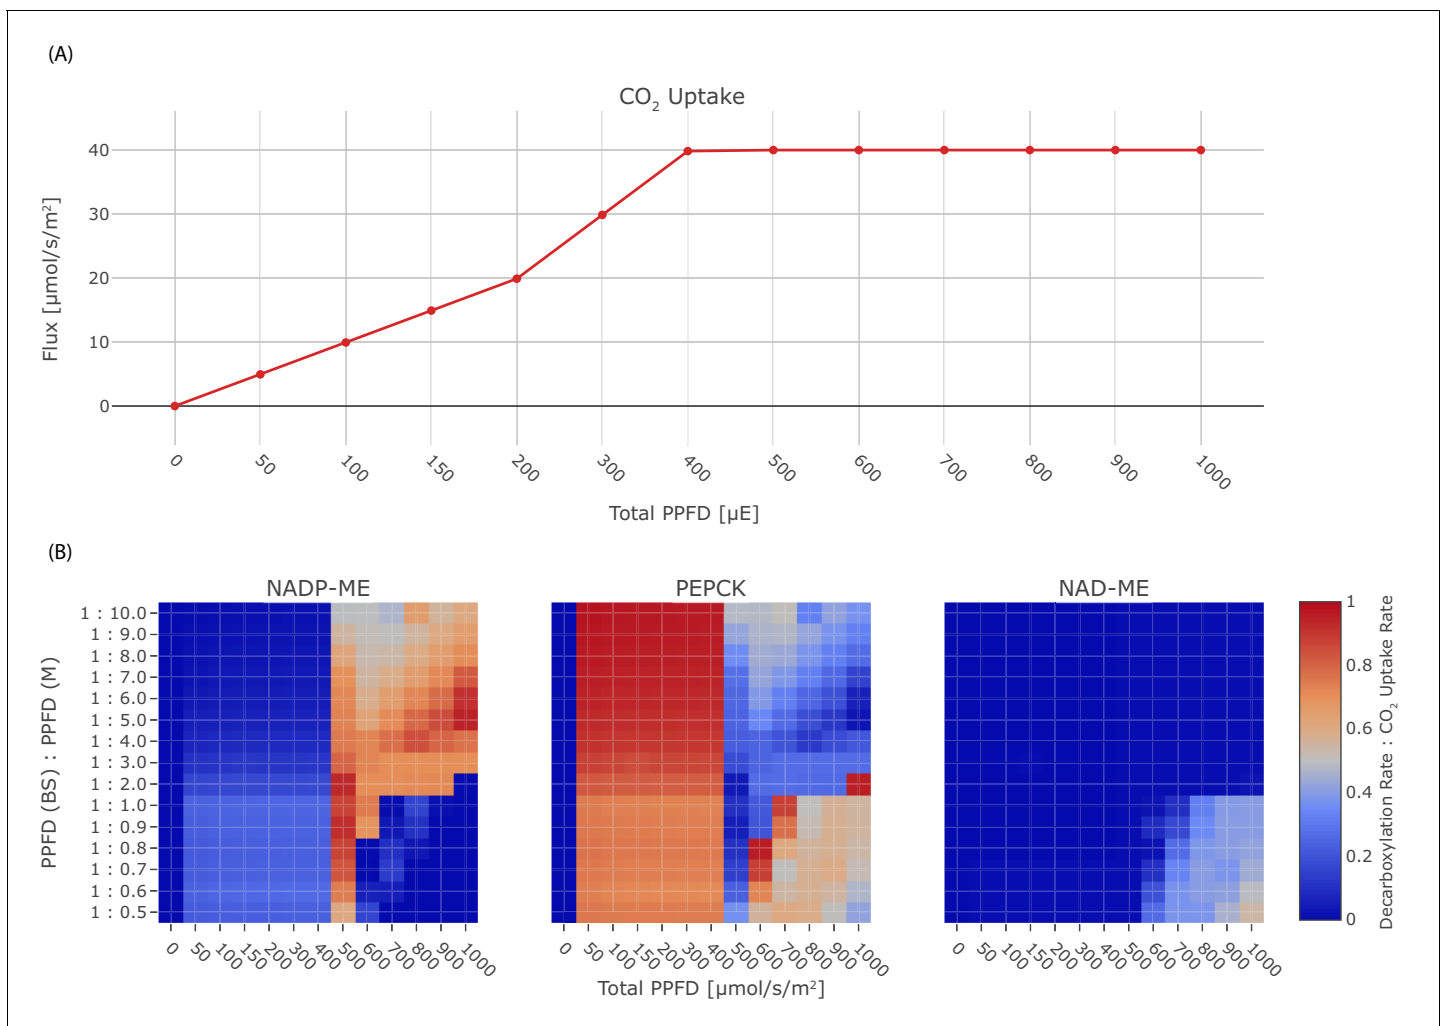 (A)
CO₂ Uptake
Flux [µmol/s/m²]
40
30
20
10
0
0 50 100 150 200 300 400 500 600 700 800 900 1000
Total PPFD [µE]
(B)
NADP-ME PEPCK NAD-ME
PPFD (BS) : PPFD (M)
1 : 10.0
1 : 9.0
1 : 8.0
1 : 7.0
1 : 6.0
1 : 5.0
1 : 4.0
1 : 3.0
1 : 2.0
1 : 1.0
1 : 0.9
1 : 0.8
1 : 0.7
1 : 0.6
1 : 0.5
0 50 100 150 200 300 400 500 600 700 800 900 1000
0 50 100 150 200 300 400 500 600 700 800 900 1000
0 50 100 150 200 300 400 500 600 700 800 900 1000
Total PPFD [µmol/s/m²]
1
0.8
0.6
0.4
0.2
0
Decarboxylation Rate : CO₂ Uptake Rate